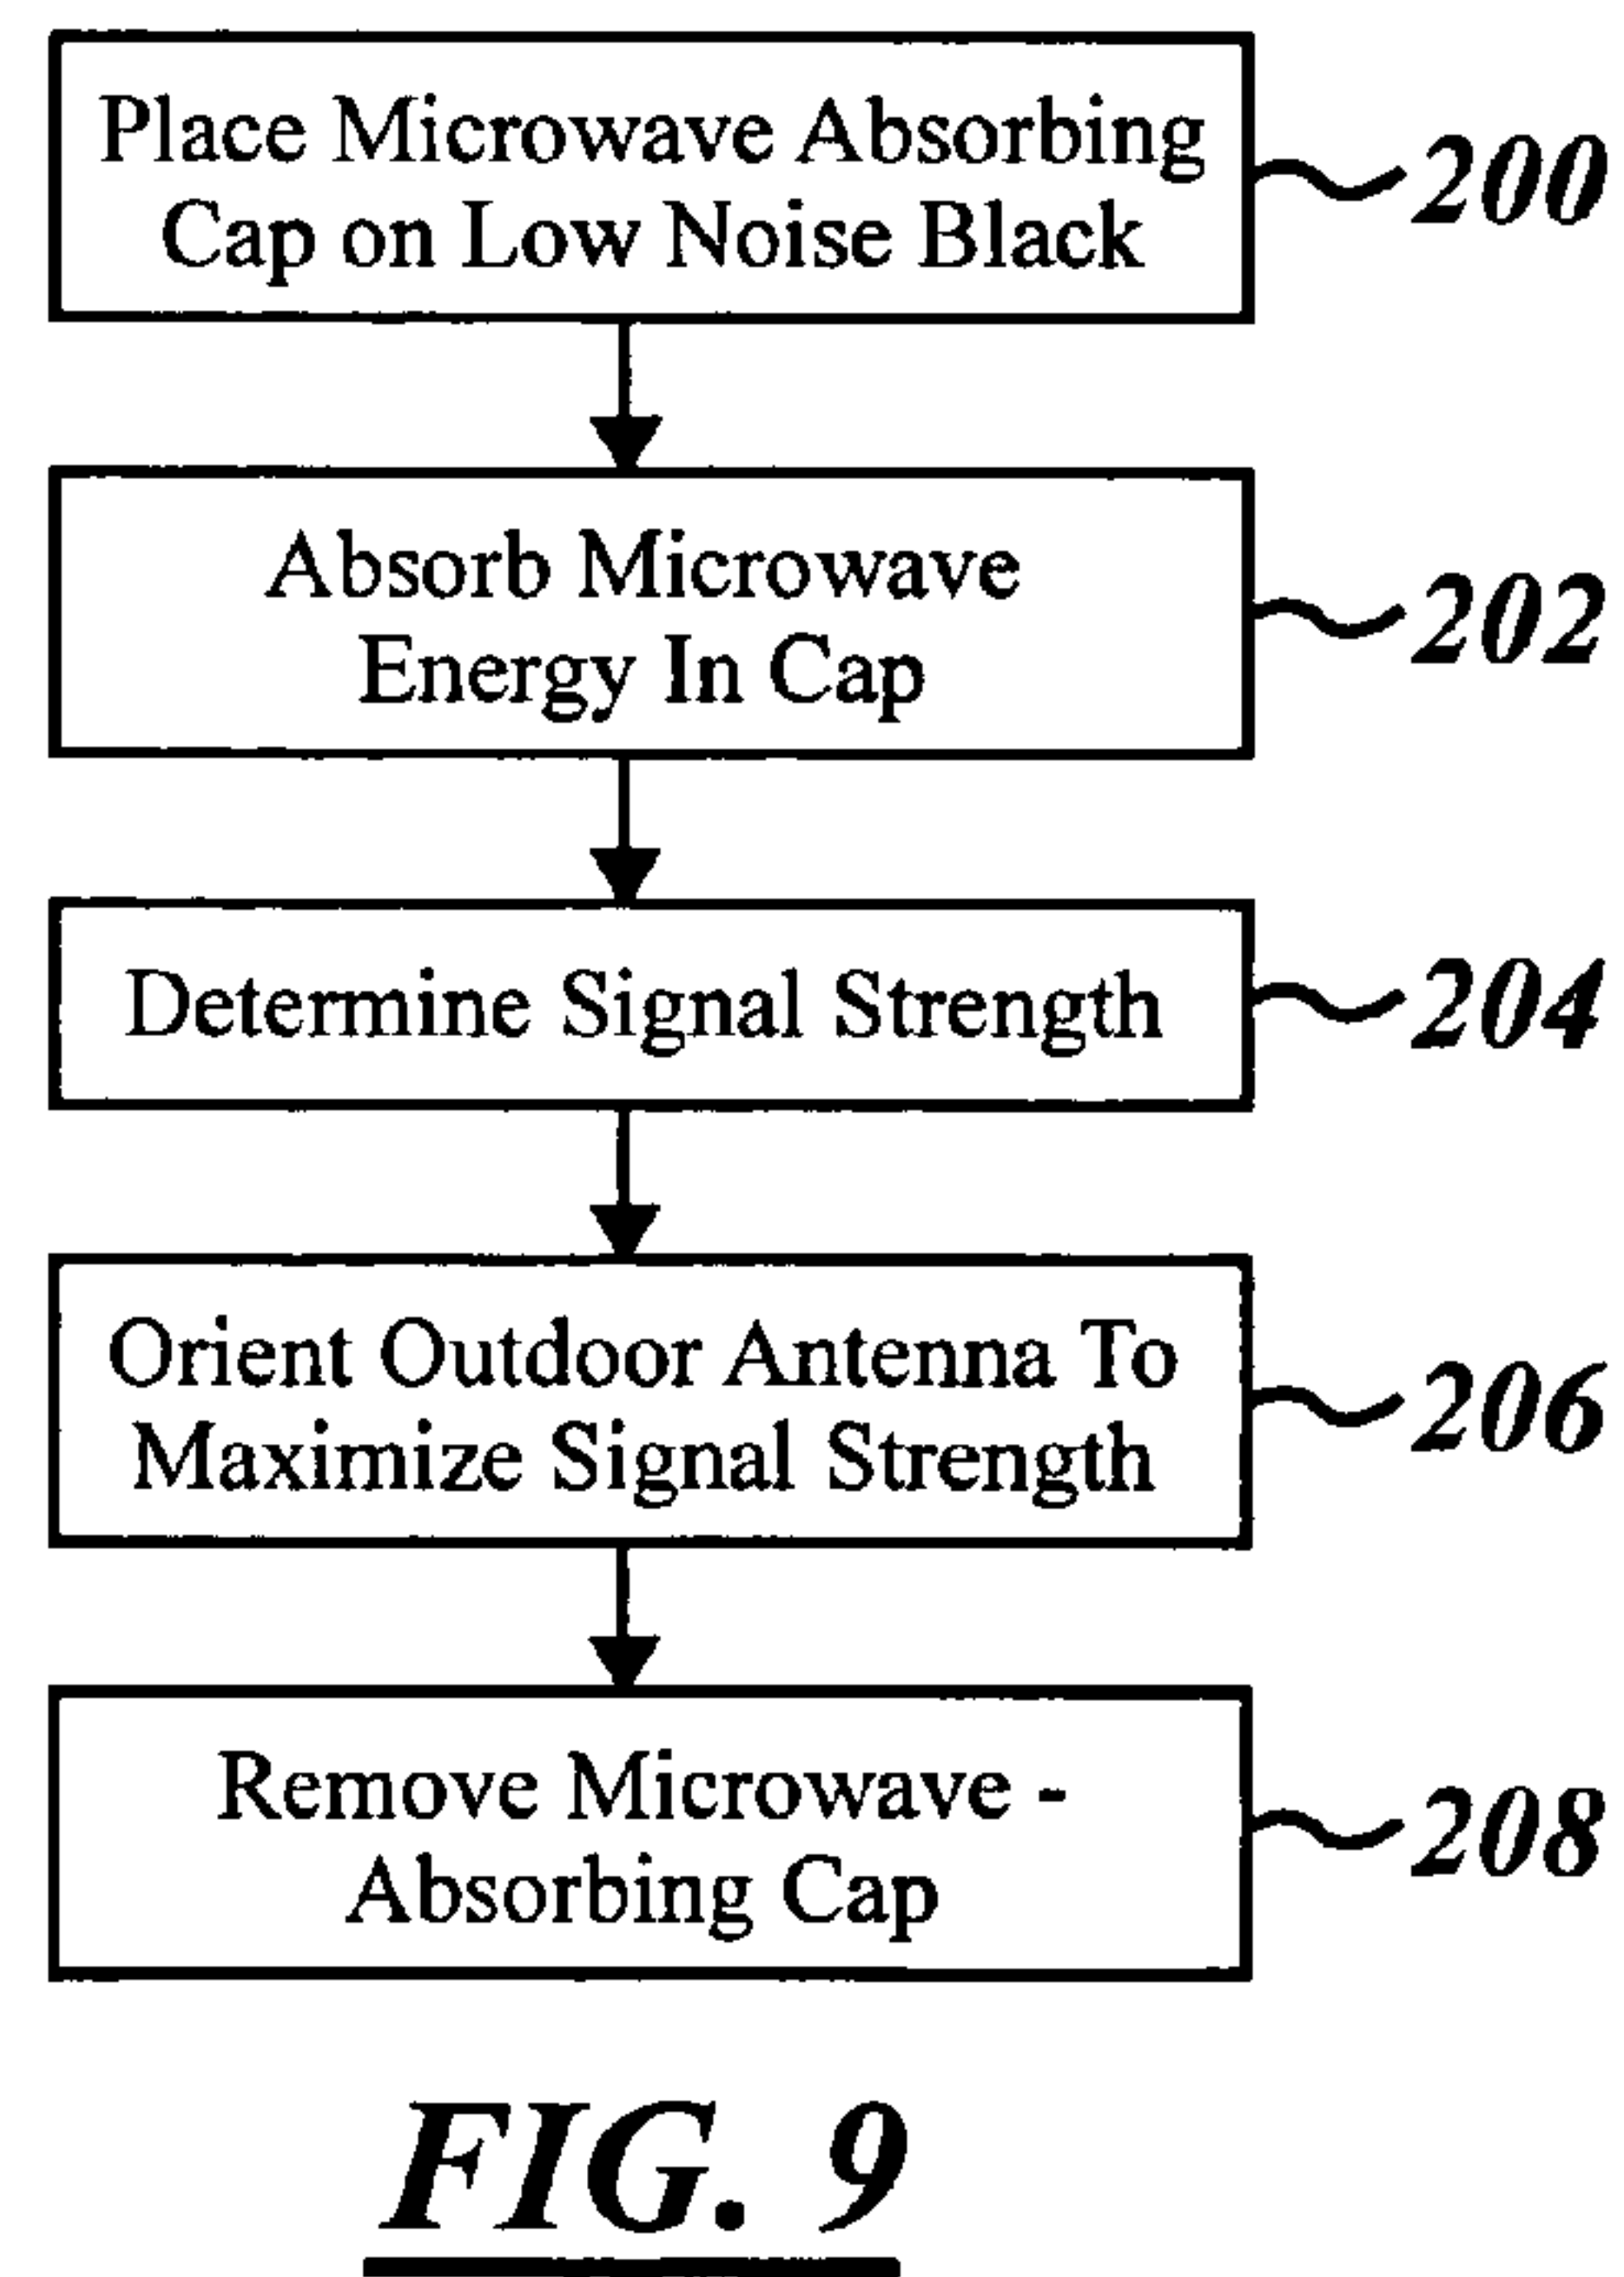 Place Microwave Absorbing
Cap on Low Noise Black
200
Absorb Microwave
Energy In Cap
202
Determine Signal Strength
204
Orient Outdoor Antenna To
Maximize Signal Strength
206
Remove Microwave -
Absorbing Cap
208
FIG. 9